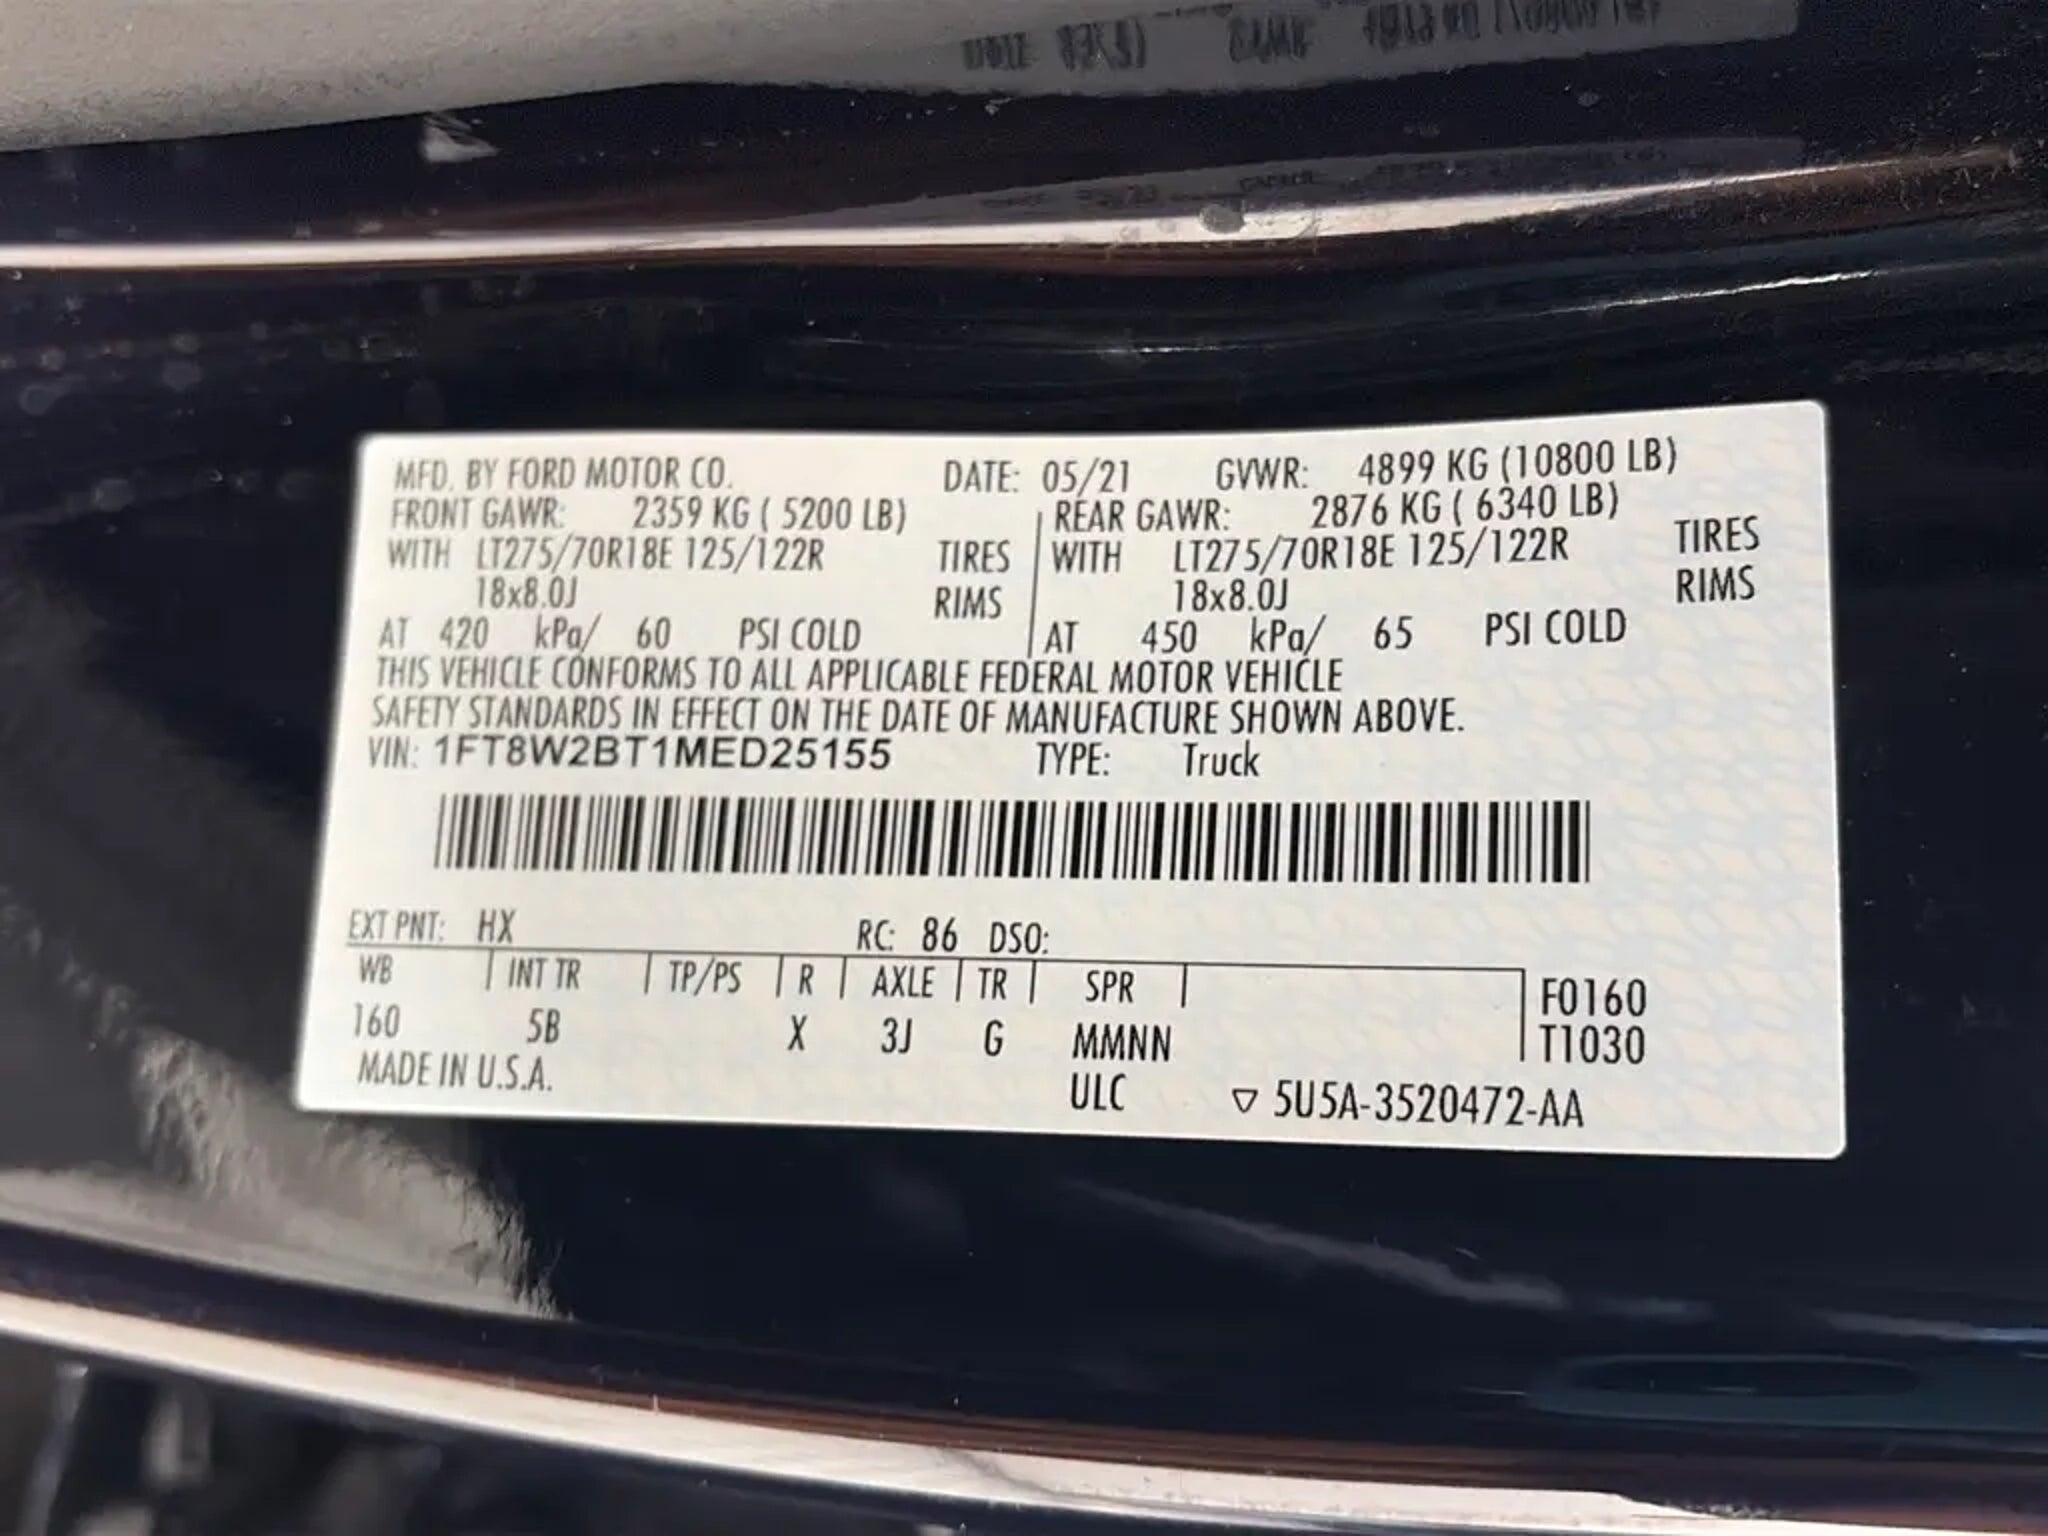 MFD. BY FORD MOTOR CO. DATE: 05/21 GVWR: 4899 KG (10800 LB)
FRONT GAWR: 2359 KG ( 5200 LB) REAR GAWR: 2876 KG ( 6340 LB)
WITH LT275/70R18E 125/122R TIRES WITH LT275/70R18E 125/122R TIRES
18x8.0J RIMS 18x8.0J RIMS
AT 420 kPa/ 60 PSI COLD AT 450 kPa/ 65 PSI COLD
THIS VEHICLE CONFORMS TO ALL APPLICABLE FEDERAL MOTOR VEHICLE
SAFETY STANDARDS IN EFFECT ON THE DATE OF MANUFACTURE SHOWN ABOVE.
VIN: 1FT8W2BT1MED25155 TYPE: Truck
EXT PNT: HX RC: 86 DSO:
WB INT TR TP/PS R AXLE TR SPR F0160
160 5B X 3J G MMNN T1030
MADE IN U.S.A. ULC ▽ 5U5A-3520472-AA